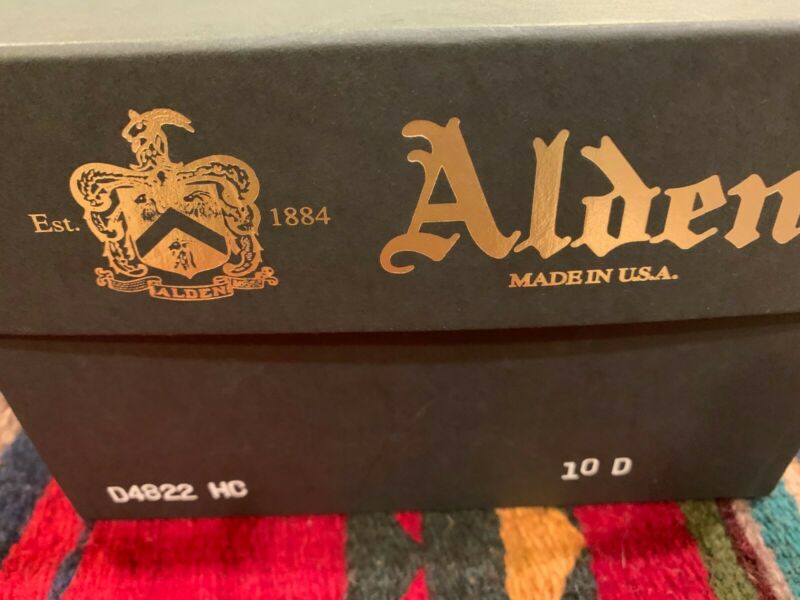 Est. 1884
ALDEN
Alden
MADE IN U.S.A.
D4822 HC
10 D